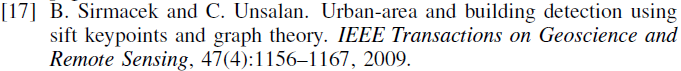 [17] B. Sirmacek and C. Unsalan. Urban-area and building detection using
sift keypoints and graph theory. IEEE Transactions on Geoscience and
Remote Sensing, 47(4):1156–1167, 2009.